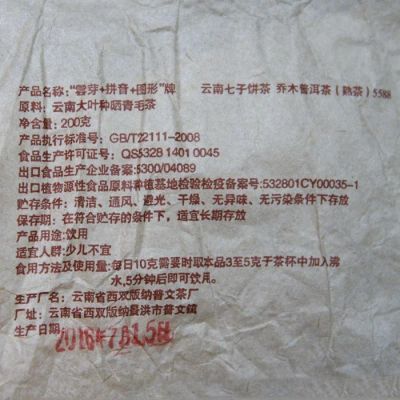 产品名称:"雲芽+拼音+图形"牌 云南七子饼茶 乔木普洱茶(熟茶)5588
原料:云南大叶种晒青毛茶
净含量:200克
产品执行标准号:GB/T22111-2008
食品生产许可证号:QS5328 1401 0045
出口食品生产企业备案:5300/04089
出口植物源性食品原料种植基地检验检疫备案号:532801CY00035-1
贮存条件:清洁、通风、避光、干燥、无异味、无污染条件下存放
保存期:在符合贮存的条件下,适宜长期存放
产品用途:饮用
适宜人群:少儿不宜
食用方法及使用量:每日10克需要时取本品3至5克于茶杯中加入沸
水,5分钟后即可饮用。
生产厂名:云南省西双版纳普文茶厂
厂址:云南省西双版纳景洪市普文镇
生产日期: